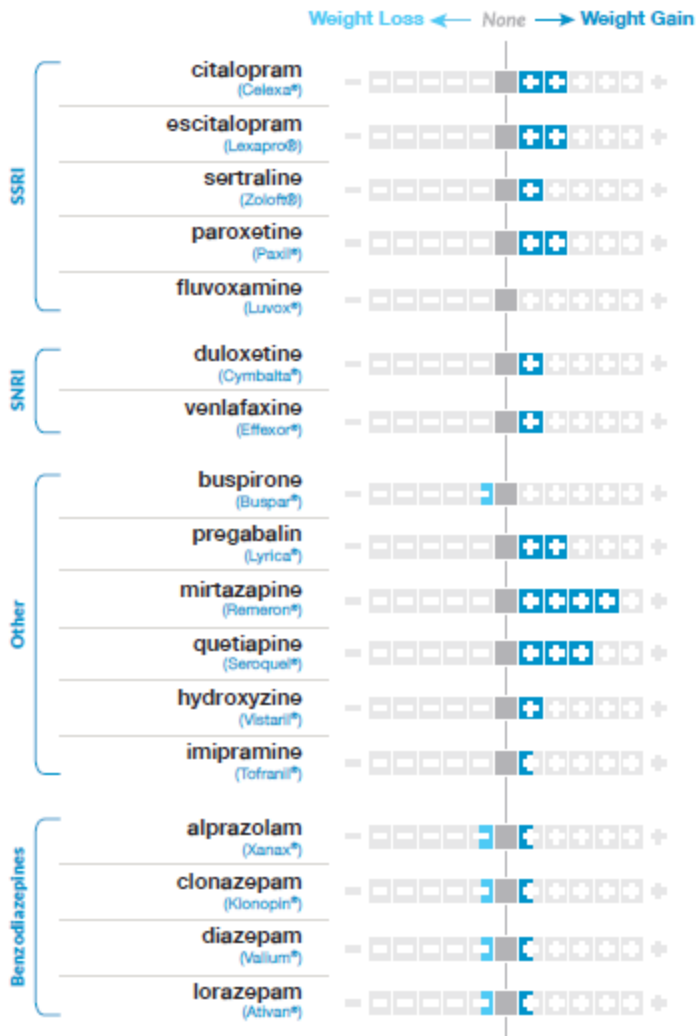 Weight Loss ← None → Weight Gain
SSRI
citalopram
(Celexa®)
escitalopram
(Lexapro®)
sertraline
(Zoloft®)
paroxetine
(Paxil®)
fluvoxamine
(Luvox®)
SNRI
duloxetine
(Cymbalta®)
venlafaxine
(Effexor®)
Other
buspirone
(Buspar®)
pregabalin
(Lyrica®)
mirtazapine
(Remeron®)
quetiapine
(Seroquel®)
hydroxyzine
(Vistaril®)
imipramine
(Tofranil®)
Benzodiazepines
alprazolam
(Xanax®)
clonazepam
(Klonopin®)
diazepam
(Valium®)
lorazepam
(Ativan®)